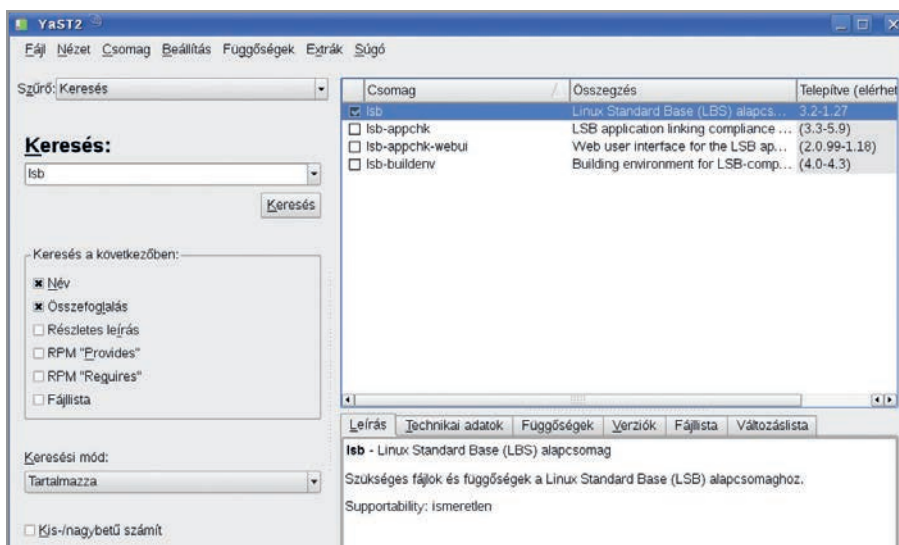 YaST2
Fájl Nézet Csomag Beállítás Függőségek Extrák Súgó
Szűrő: Keresés
Keresés:
lsb
Keresés
Keresés a következőben:
Név
Összefoglalás
Részletes leírás
RPM "Provides"
RPM "Requires"
Fájllista
Keresési mód:
Tartalmazza
Kis-/nagybetű számít
Csomag Összegzés Telepítve (elérhet
lsb Linux Standard Base (LBS) alapcs... 3.2-1.27
lsb-appchk LSB application linking compliance ... (3.3-5.9)
lsb-appchk-webui Web user interface for the LSB ap... (2.0.99-1.18)
lsb-buildenv Building environment for LSB-comp... (4.0-4.3)
Leírás Technikai adatok Függőségek Verziók Fájllista Változáslista
lsb - Linux Standard Base (LBS) alapcsomag
Szükséges fájlok és függőségek a Linux Standard Base (LSB) alapcsomaghoz.
Supportability: ismeretlen